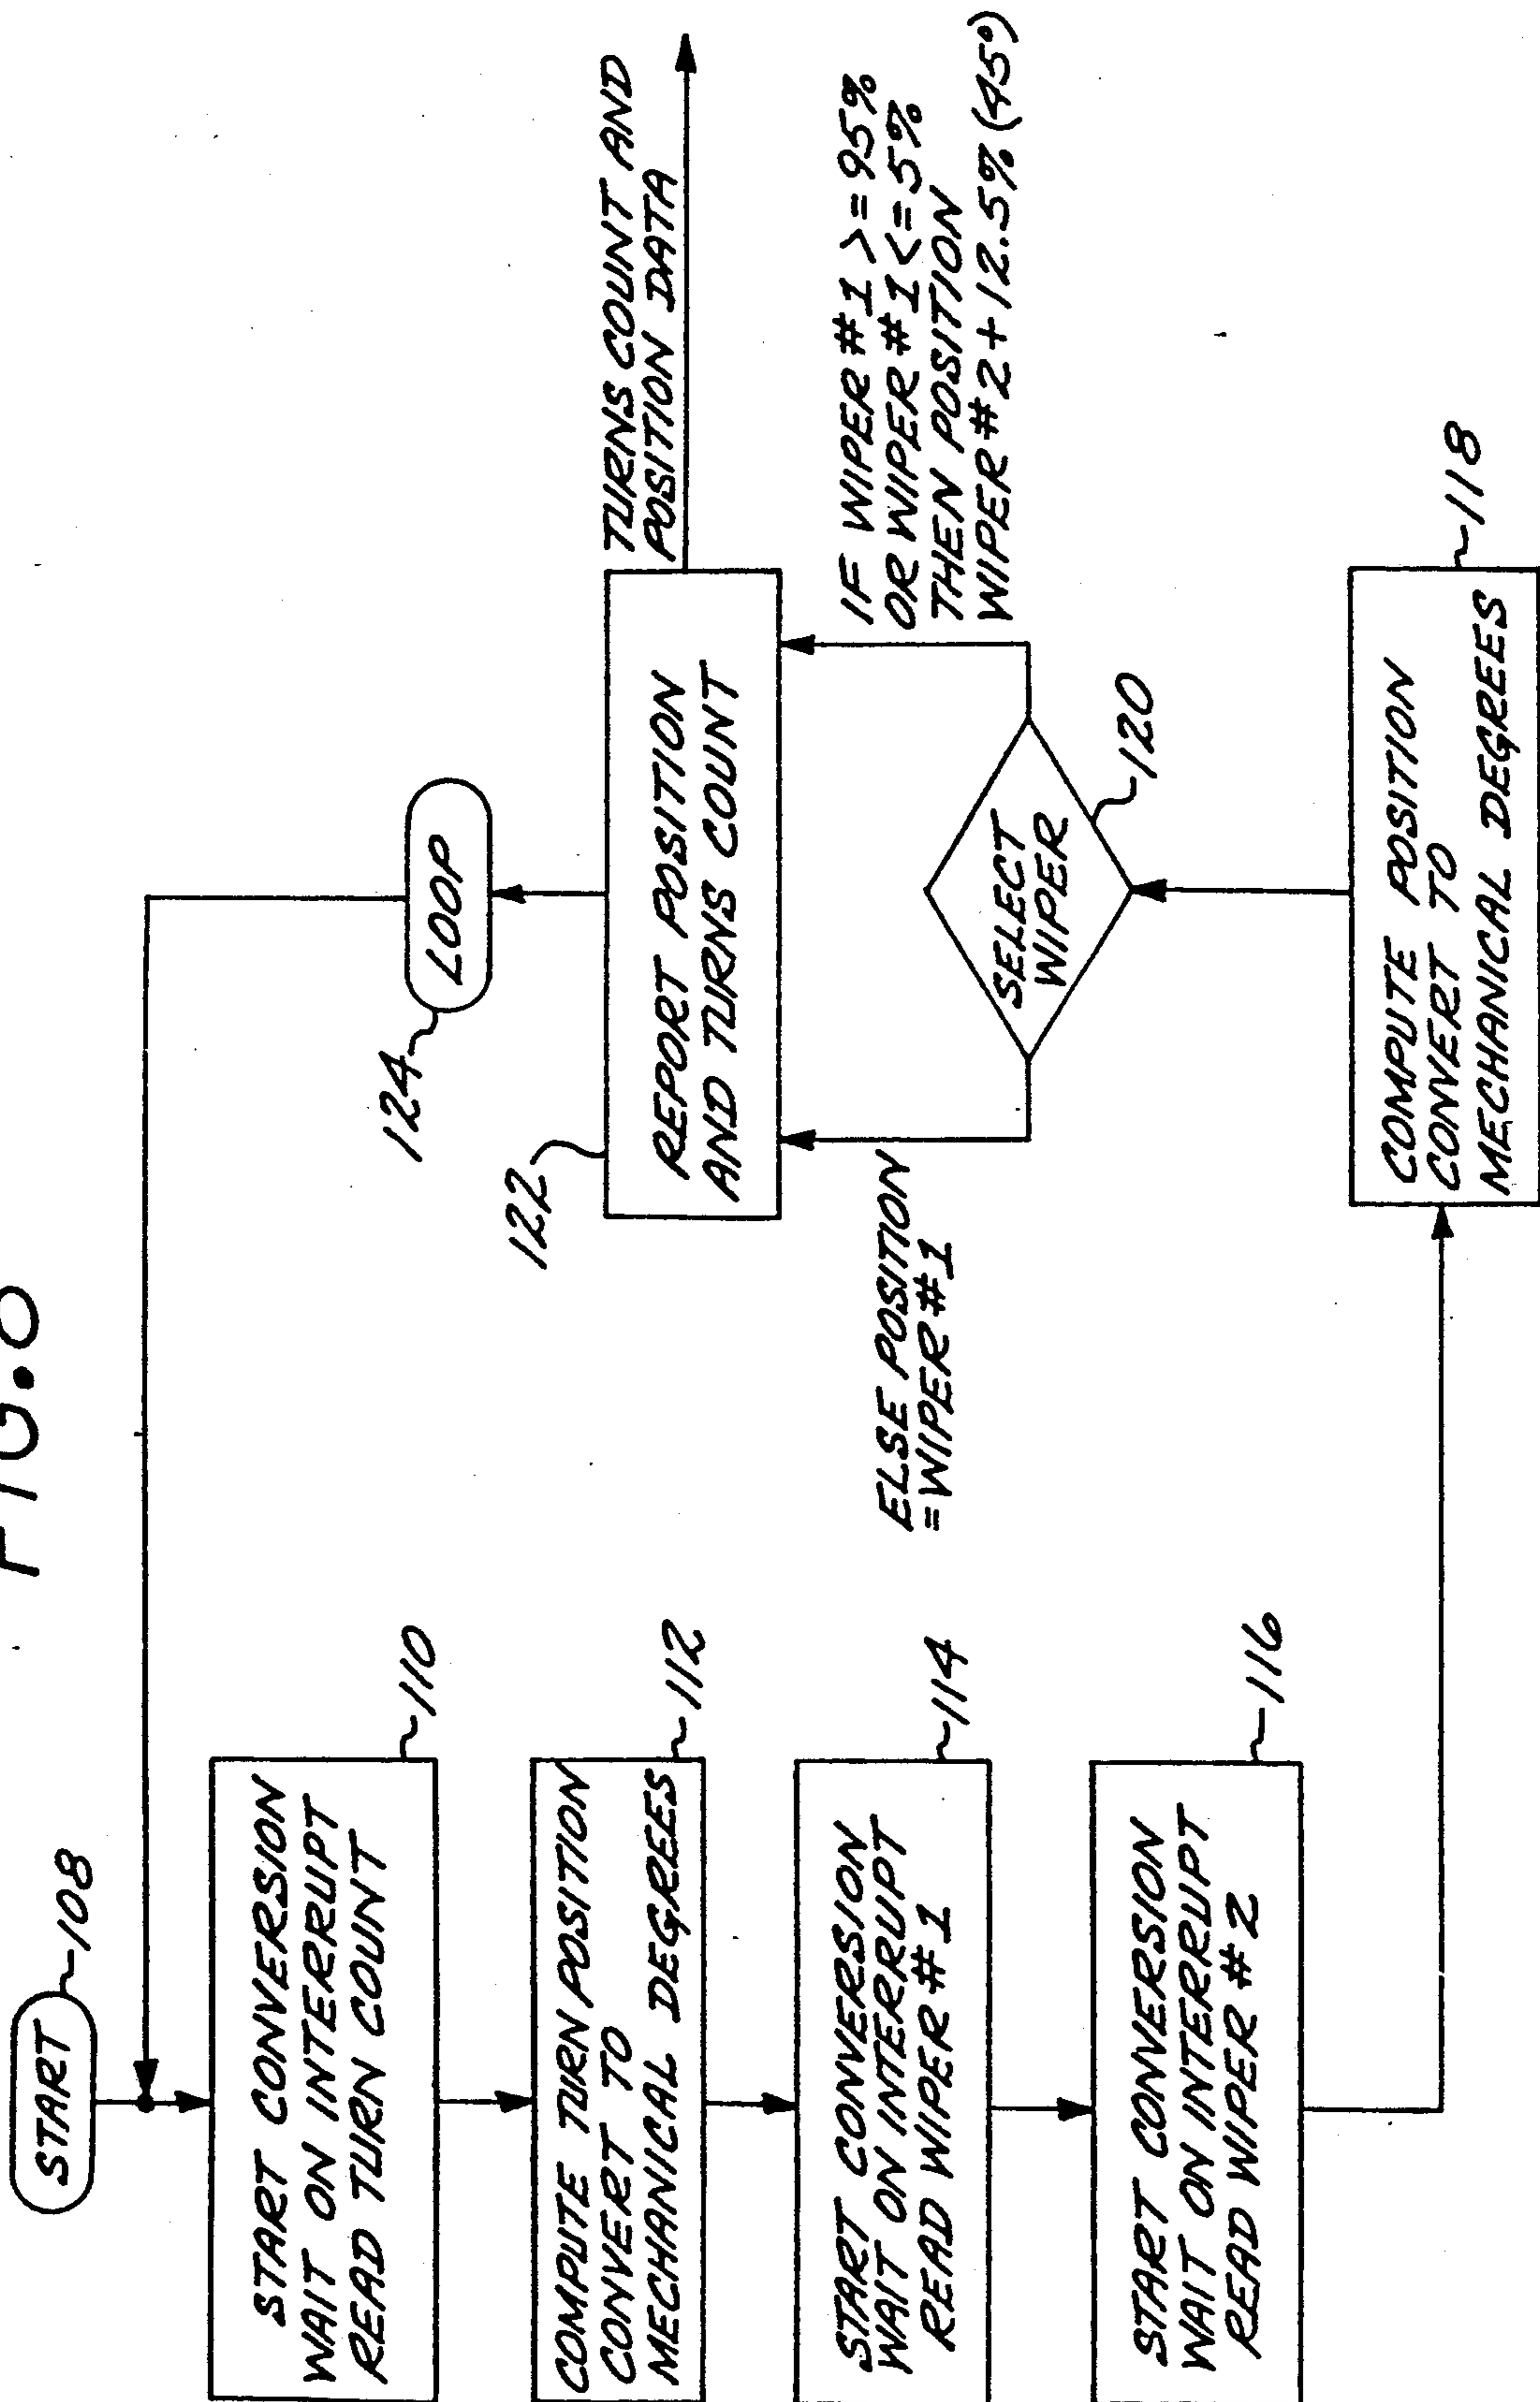 FIG.
START
108
START CONVERSION
WAIT ON INTERRUPT
READ TURN COUNT
110
COMPUTE TURN POSITION
CONVERT TO
MECHANICAL DEGREES
112
START CONVERSION
WAIT ON INTERRUPT
READ WIPER #1
114
START CONVERSION
WAIT ON INTERRUPT
READ WIPER #2
116
COMPUTE POSITION
CONVERT TO
MECHANICAL DEGREES
118
SELECT
WIPER
120
ELSE POSITION
=WIPER#1
IF WIPER #1 >=95%
OR WIPER #1 <=5%
THEN POSITION
WIPER #2+12.5% (45°)
REPORT POSITION
AND TURNS COUNT
122
TURNS COUNT AND
POSITION DATA
LOOP
124